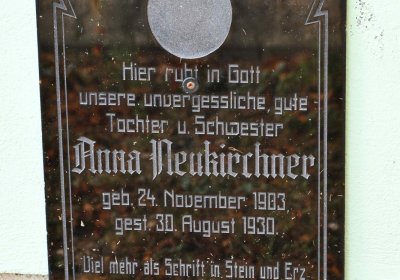 Hier ruht in Gott
unsere unvergessliche, gute
Tochter u. Schwester
Anna Neukirchner
geb. 24. November 1903,
gest. 30. August 1930.
Viel mehr als Schrift in Stein und Erz